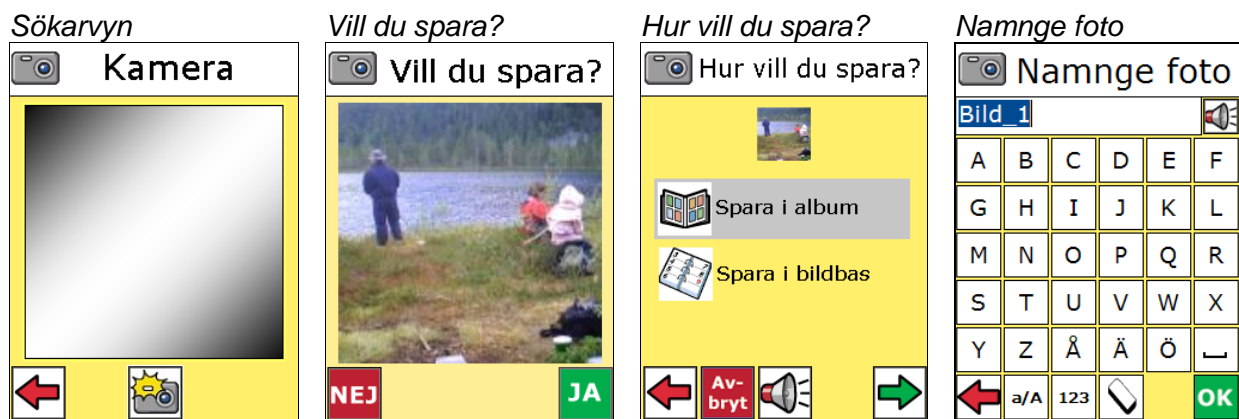 Sökarvyn
Kamera
Vill du spara?
Vill du spara?
NEJ
JA
Hur vill du spara?
Hur vill du spara?
Spara i album
Spara i bildbas
Av-
bryt
Namnge foto
Namnge foto
Bild_1
A B C D E F
G H I J K L
M N O P Q R
S T U V W X
Y Z Å Ä Ö
a/A 123 OK